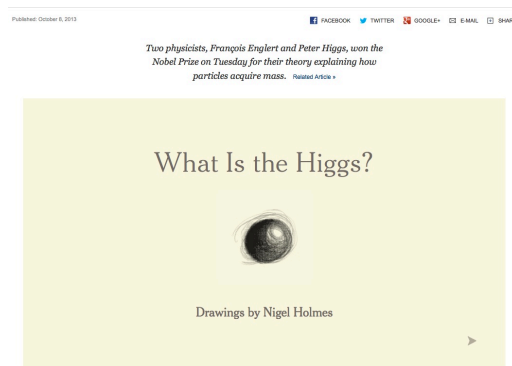 Published: October 8, 2013
FACEBOOK TWITTER GOOGLE+ E-MAIL SHAR
Two physicists, François Englert and Peter Higgs, won the
Nobel Prize on Tuesday for their theory explaining how
particles acquire mass. Related Article »
What Is the Higgs?
Drawings by Nigel Holmes